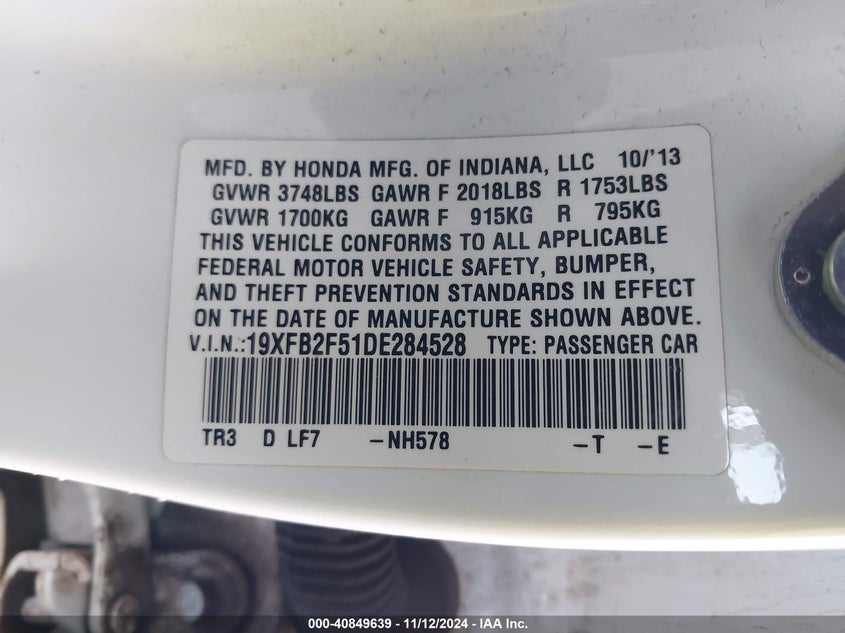 MFD. BY HONDA MFG. OF INDIANA, LLC 10/'13
GVWR 3748LBS GAWR F 2018LBS R 1753LBS
GVWR 1700KG GAWR F 915KG R 795KG
THIS VEHICLE CONFORMS TO ALL APPLICABLE
FEDERAL MOTOR VEHICLE SAFETY, BUMPER,
AND THEFT PREVENTION STANDARDS IN EFFECT
ON THE DATE OF MANUFACTURE SHOWN ABOVE.
V.I.N.:19XFB2F51DE284528 TYPE: PASSENGER CAR
TR3 D LF7 -NH578 -T -E
000-40849639 - 11/12/2024 - IAA Inc.